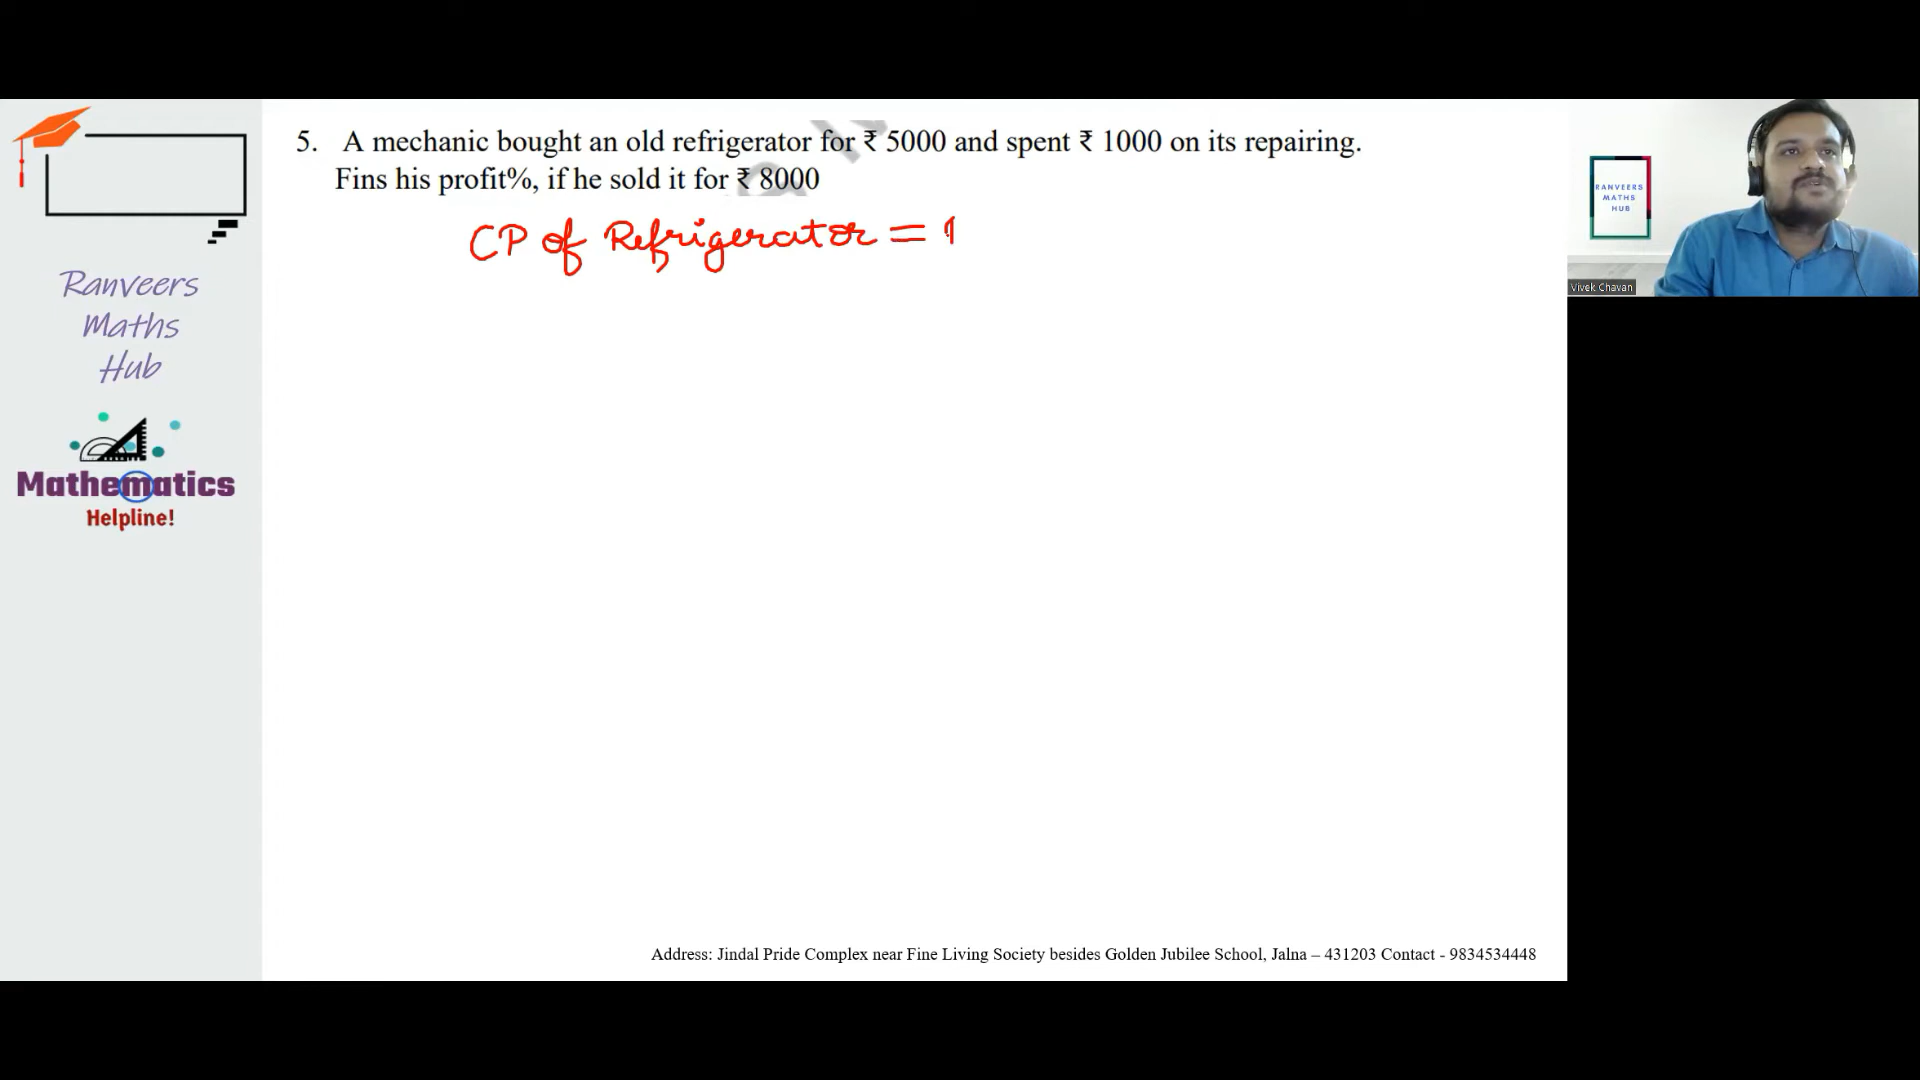 5. A mechanic bought an old refrigerator for ₹ 5000 and spent ₹ 1000 on its repairing.
Fins his profit%, if he sold it for ₹ 8000
CP of Refrigerator =
Ranveers
Maths
Hub
Mathematics
Helpline!
RANVEERS
MATHS
HUB
Vivek Chavan
Address: Jindal Pride Complex near Fine Living Society besides Golden Jubilee School, Jalna – 431203 Contact - 9834534448